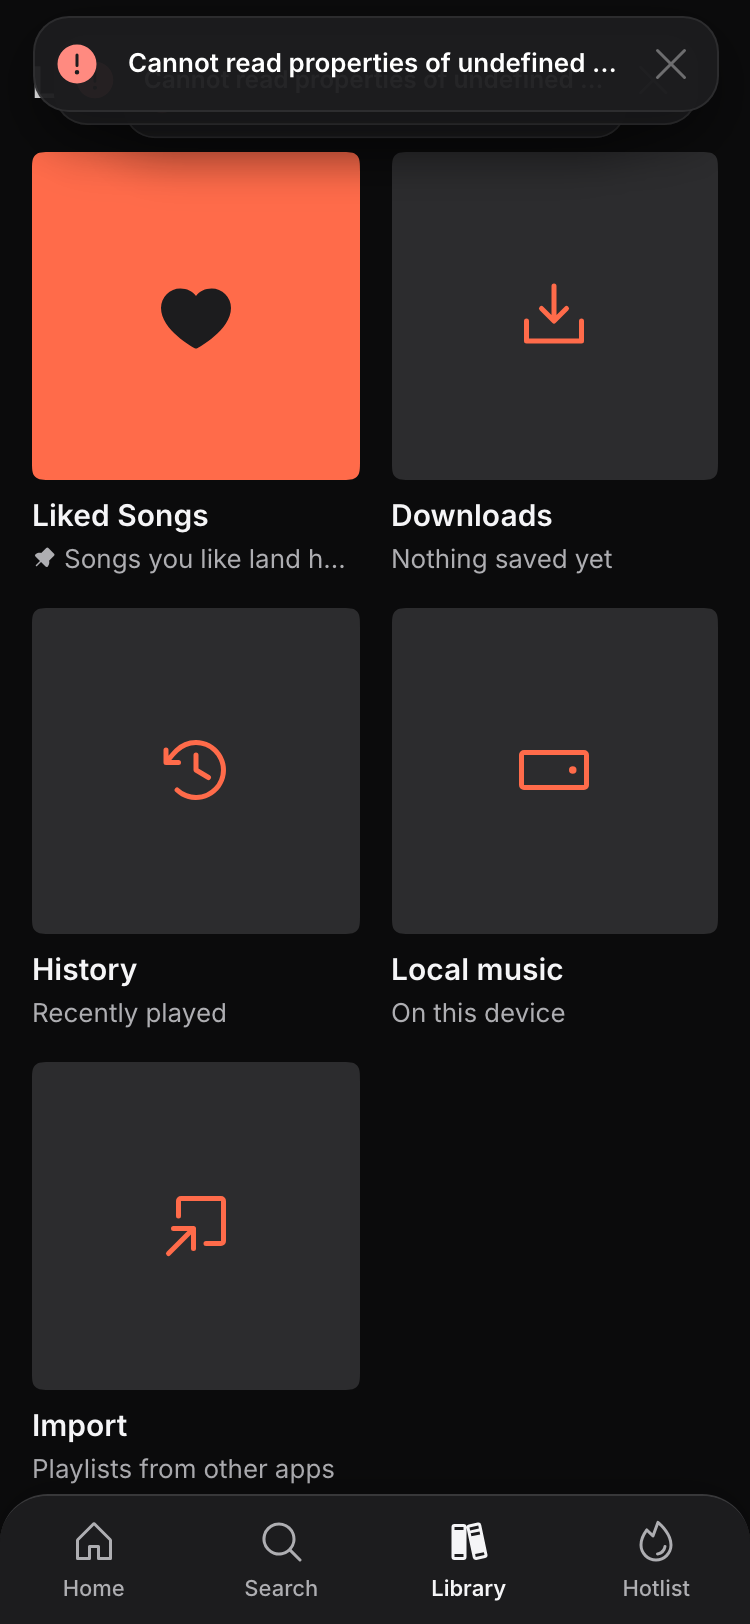 Cannot read properties of undefined ...
Liked Songs
Songs you like land h...
Downloads
Nothing saved yet
History
Recently played
Local music
On this device
Import
Playlists from other apps
Home
Search
Library
Hotlist